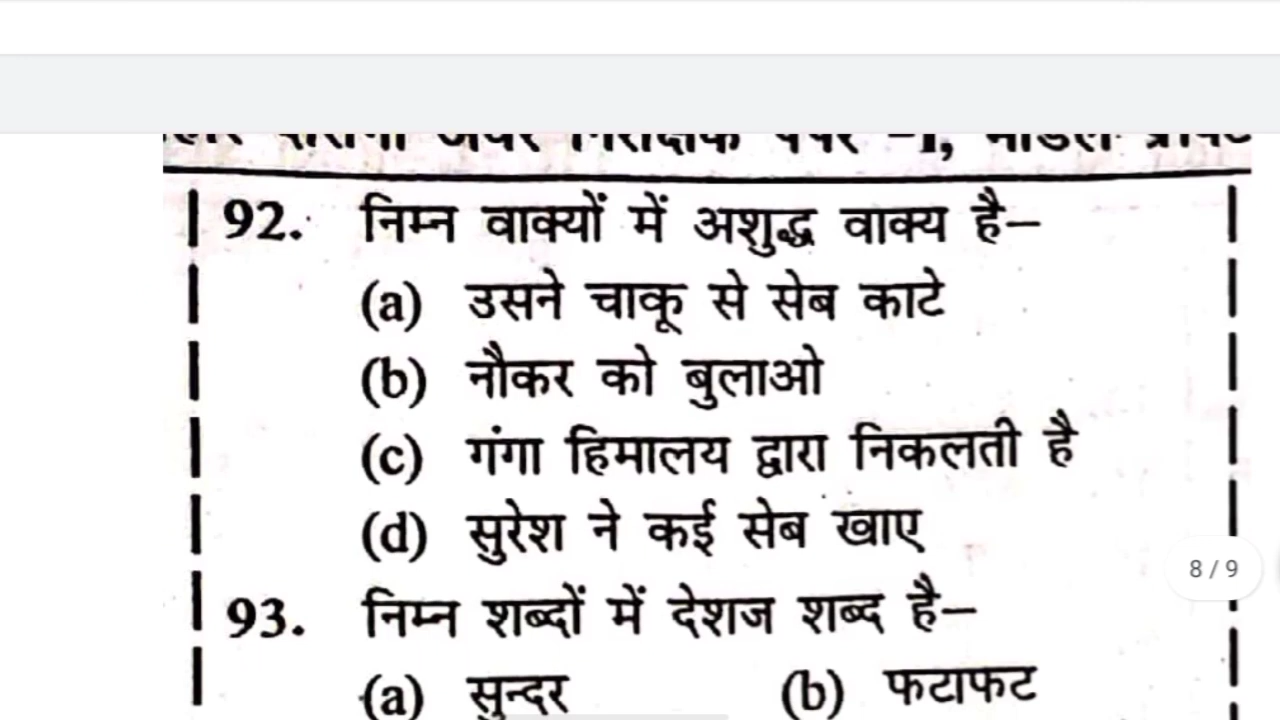 92. निम्न वाक्यों में अशुद्ध वाक्य है–
(a) उसने चाकू से सेब काटे
(b) नौकर को बुलाओ
(c) गंगा हिमालय द्वारा निकलती है
(d) सुरेश ने कई सेब खाए
8 / 9
93. निम्न शब्दों में देशज शब्द है–
(a) सुन्दर (b) फटाफट